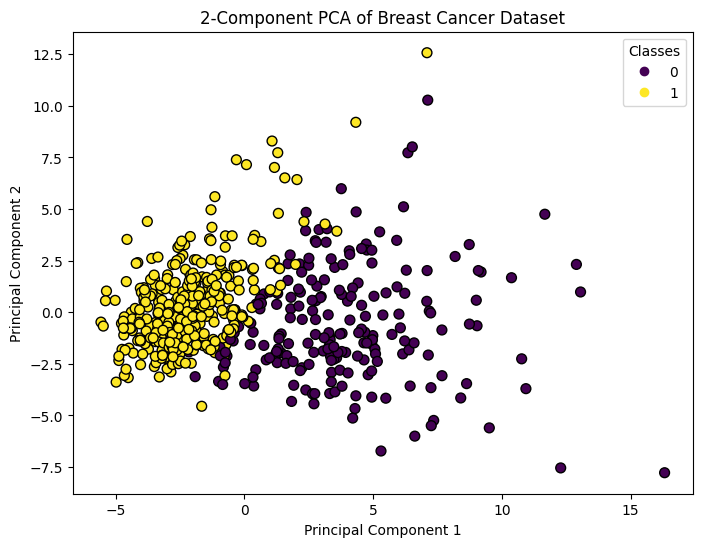 2-Component PCA of Breast Cancer Dataset
Classes
0
1
Principal Component 2
12.5
10.0
7.5
5.0
2.5
0.0
−2.5
−5.0
−7.5
−5 0 5 10 15
Principal Component 1